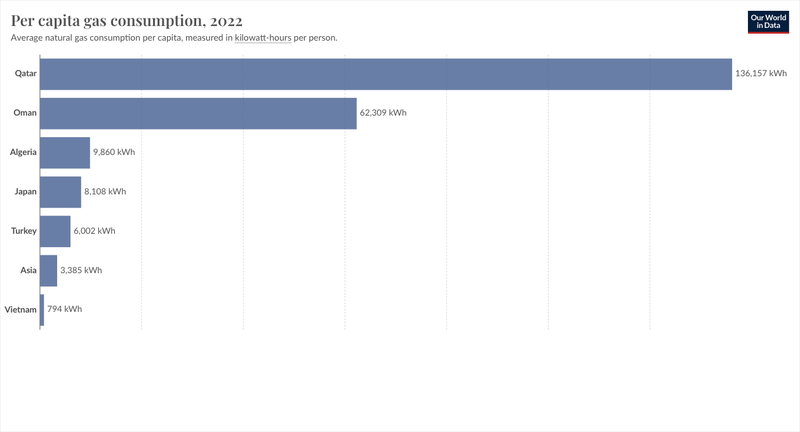 Per capita gas consumption, 2022
Average natural gas consumption per capita, measured in kilowatt-hours per person.
Our World
in Data
Qatar 136,157 kWh
Oman 62,309 kWh
Algeria 9,860 kWh
Japan 8,108 kWh
Turkey 6,002 kWh
Asia 3,385 kWh
Vietnam 794 kWh